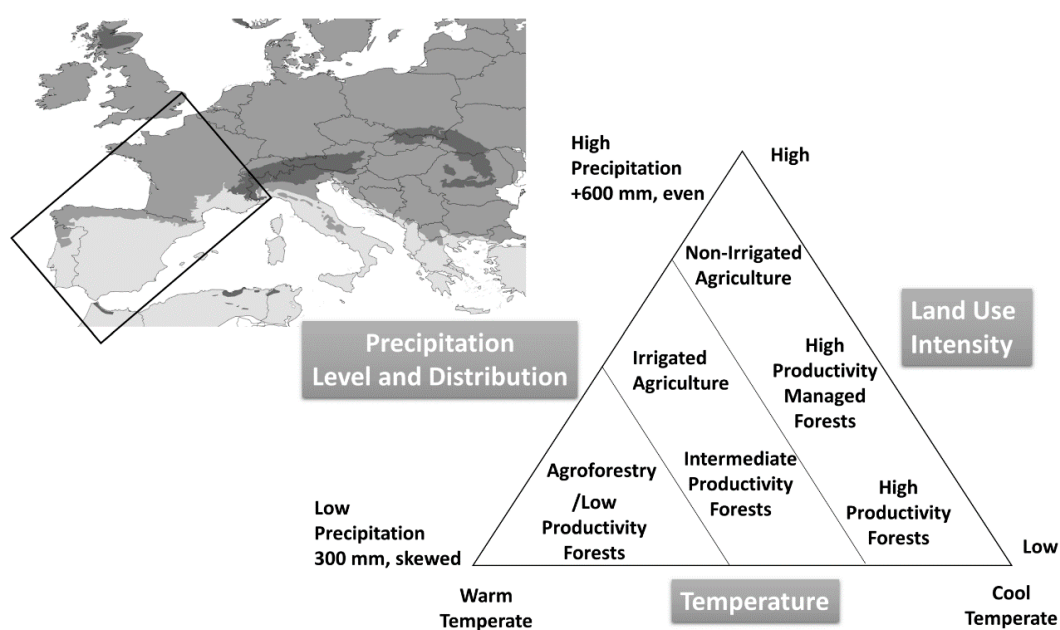 High
Precipitation
+600 mm, even
High
Non-Irrigated
Agriculture
Land Use
Intensity
Precipitation
Level and Distribution
Irrigated
Agriculture
High
Productivity
Managed
Forests
Agroforestry
/Low
Productivity
Forests
Intermediate
Productivity
Forests
High
Productivity
Forests
Low
Precipitation
300 mm, skewed
Low
Warm
Temperate
Temperature
Cool
Temperate